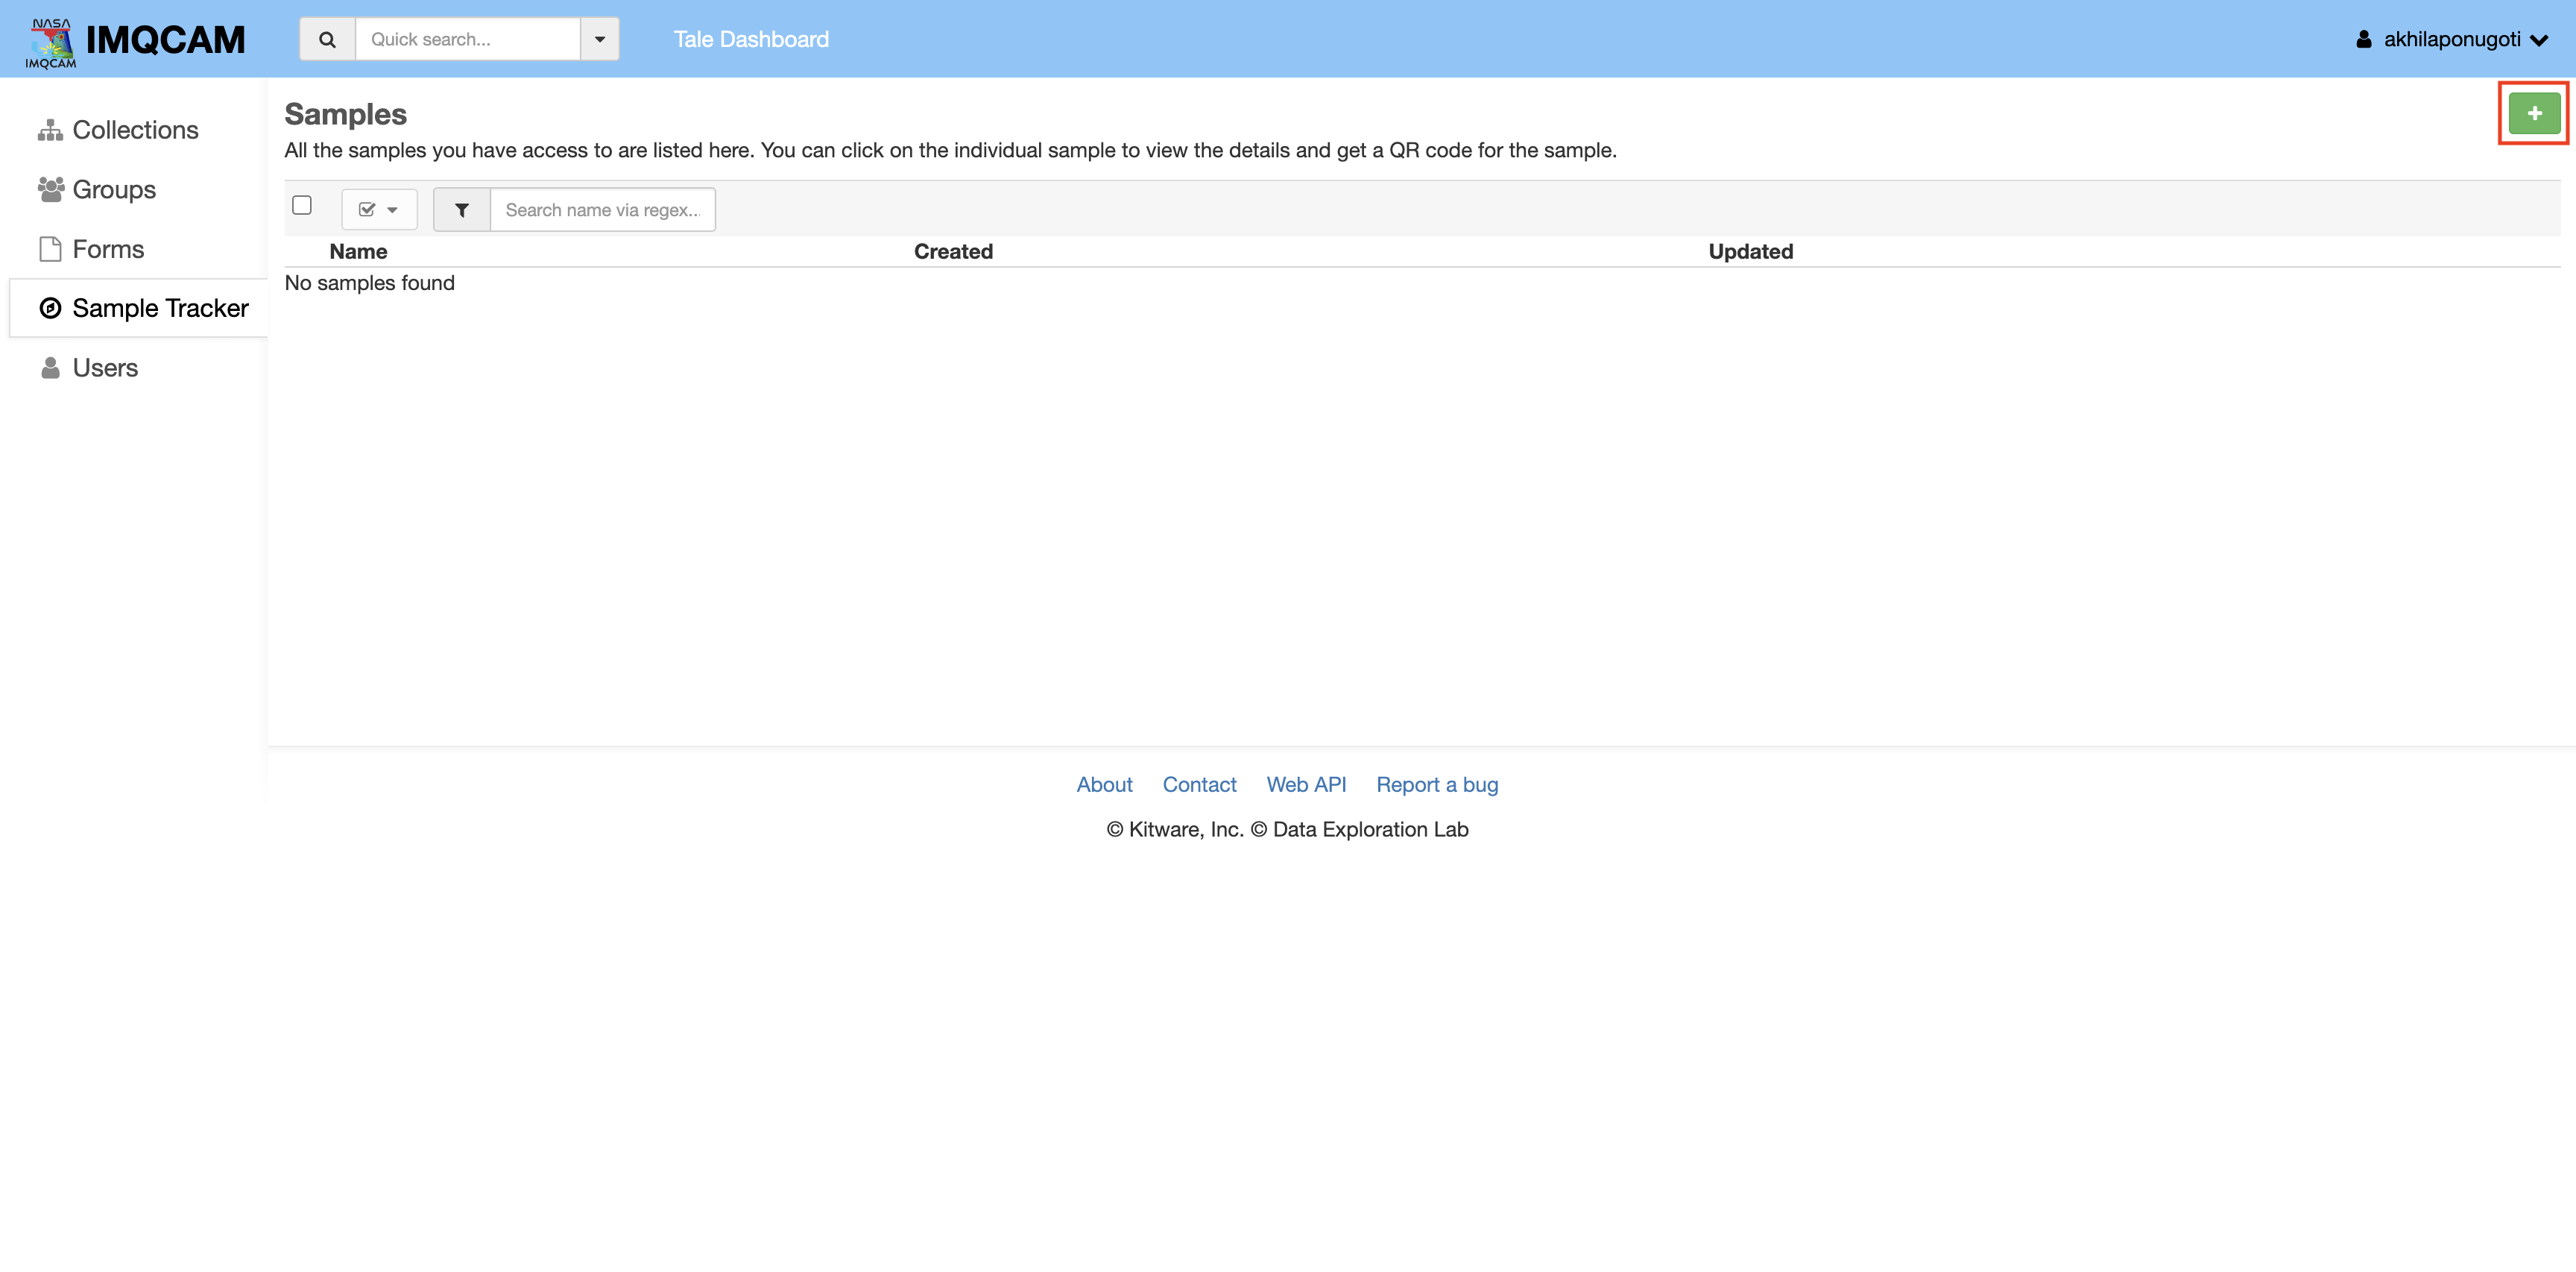 NASA
IMQCAM
IMQCAM
Quick search...
Tale Dashboard
akhilaponugoti
Collections
Groups
Forms
Sample Tracker
Users
Samples
All the samples you have access to are listed here. You can click on the individual sample to view the details and get a QR code for the sample.
Search name via regex...
Name Created Updated
No samples found
About Contact Web API Report a bug
© Kitware, Inc. © Data Exploration Lab